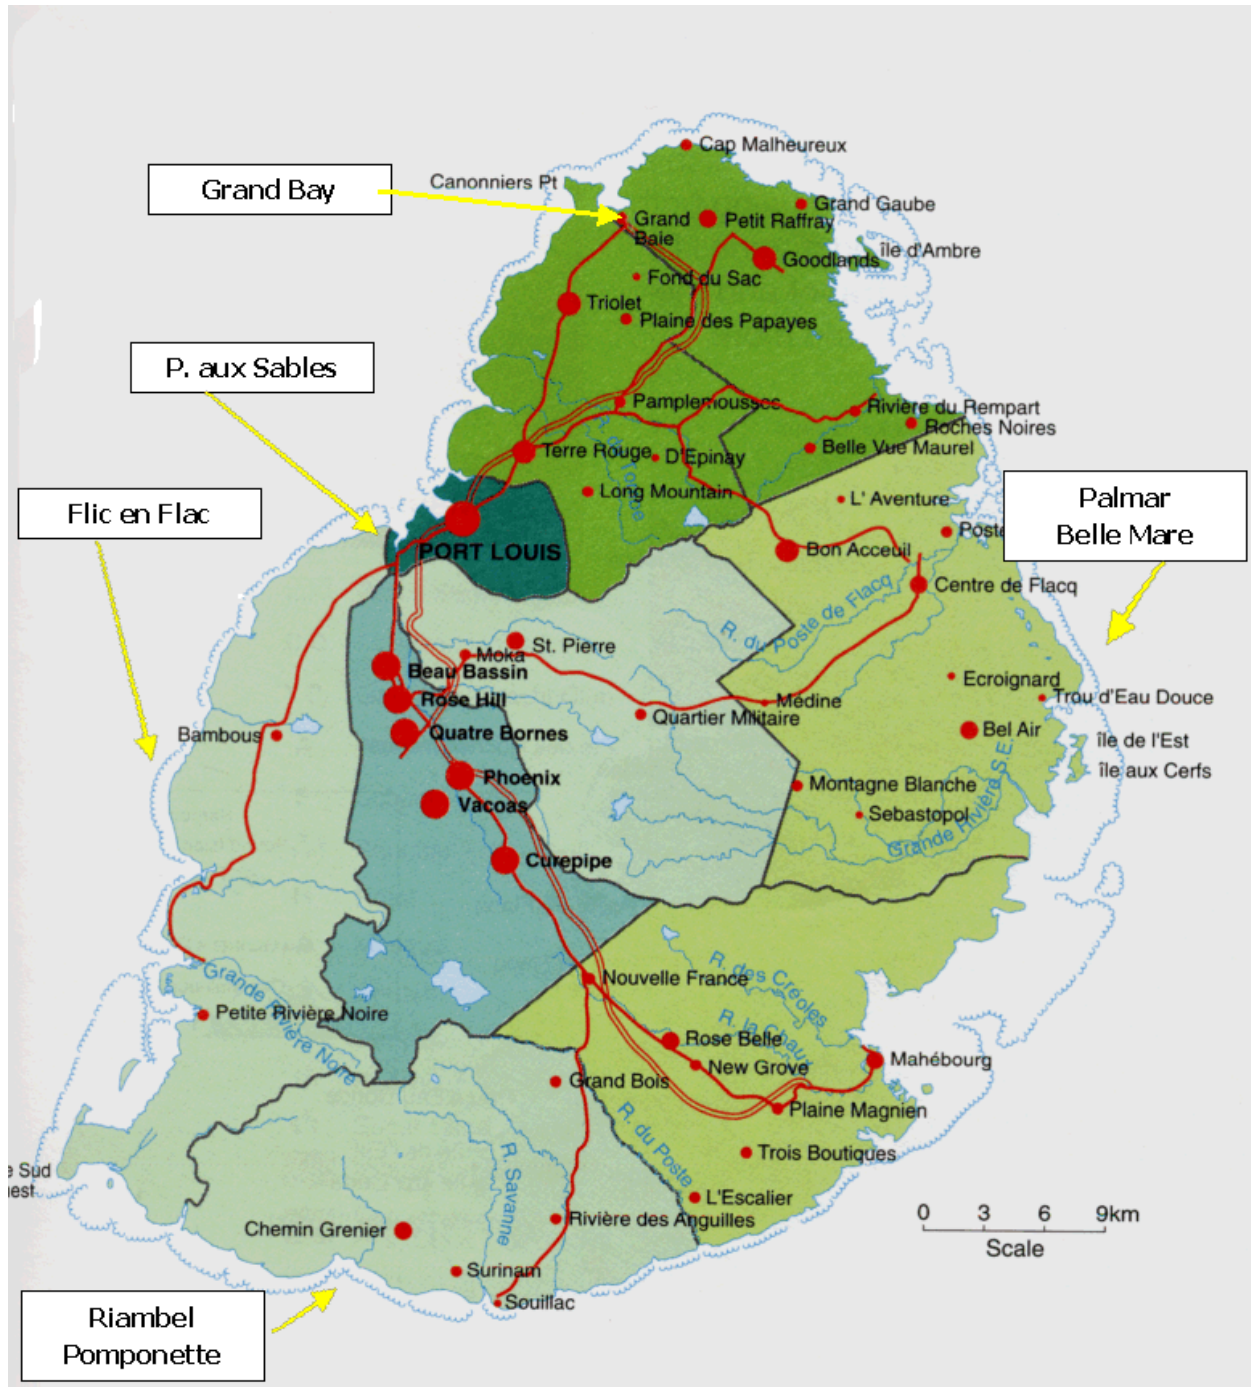 Cap Malheureux
Canonniers Pt
Grand Bay
Grand Gaube
Grand
Baie
Petit Raffray
île d'Ambre
Goodlands
Fond du Sac
Triolet
Plaine des Papayes
P. aux Sables
Pamplemousses
Rivière du Rempart
Roches Noires
Terre Rouge
D'Epinay
Belle Vue Maurel
Long Mountain
L' Aventure
Palmar
Belle Mare
Flic en Flac
Poste
PORT LOUIS
Bon Acceuil
Centre de Flacq
R. du Poste de Flacq
St. Pierre
Moka
Beau Bassin
Ecroignard
Rose Hill
Médine
Trou d'Eau Douce
Quartier Militaire
Bambous
Quatre Bornes
Bel Air
île de l'Est
île aux Cerfs
Phoenix
Montagne Blanche
Vacoas
Sebastopol
Grande Rivière S.E.
Curepipe
Grande Rivière Noire
Nouvelle France
R. des Créoles
Petite Rivière Noire
R. la Chaux
Rose Belle
New Grove
Mahébourg
Grand Bois
Plaine Magnien
R. du Poste
Trois Boutiques
Sud
R. Savanne
L'Escalier
Chemin Grenier
Rivière des Anguilles
0 3 6 9km
Scale
Surinam
Souillac
Riambel
Pomponette